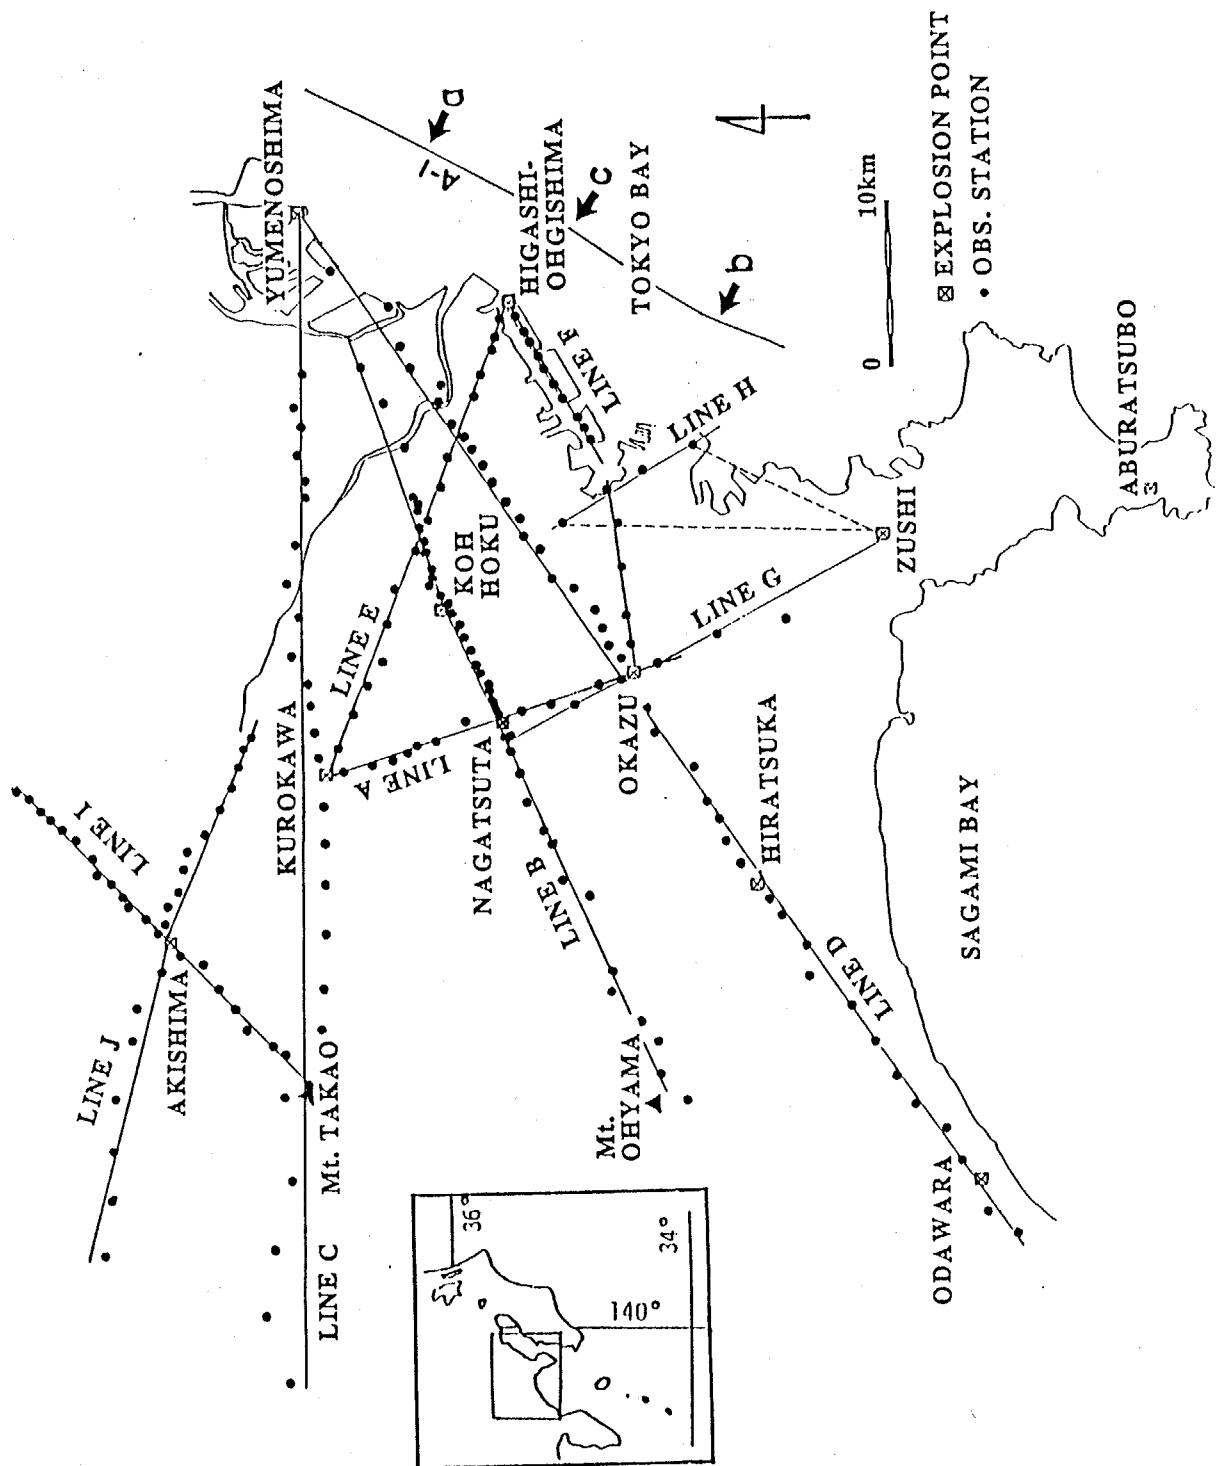 YUMENOSHIMA
a
A-1
HIGASHI-
OHGISHIMA
c
TOKYO BAY
b
0 10km
EXPLOSION POINT
OBS. STATION
LINE F
LINE H
ABURATSUBO
ZUSHI
KOH
HOKU
LINE G
LINE E
KUROKAWA
LINE A
NAGATSUTA
OKAZU
HIRATSUKA
SAGAMI BAY
LINE I
LINE B
LINE D
AKISHIMA
LINE J
Mt. TAKAO
Mt.
OHYAMA
LINE C
ODAWARA
36°
34°
140°